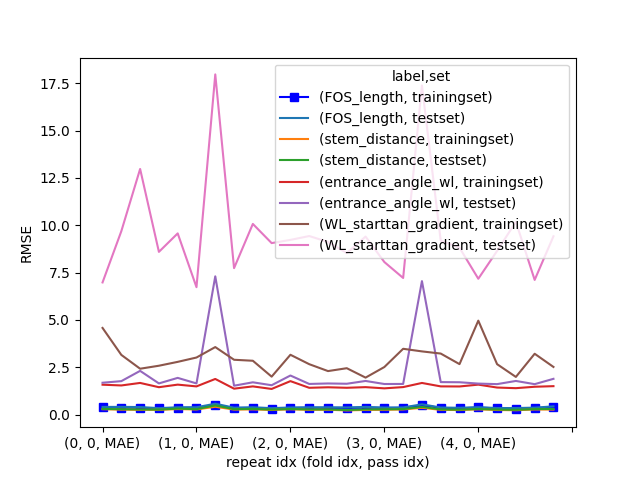 17.5
15.0
12.5
10.0
7.5
5.0
2.5
0.0
RMSE
label,set
(FOS_length, trainingset)
(FOS_length, testset)
(stem_distance, trainingset)
(stem_distance, testset)
(entrance_angle_wl, trainingset)
(entrance_angle_wl, testset)
(WL_starttan_gradient, trainingset)
(WL_starttan_gradient, testset)
(0, 0, MAE) (1, 0, MAE) (2, 0, MAE) (3, 0, MAE) (4, 0, MAE)
repeat idx (fold idx, pass idx)